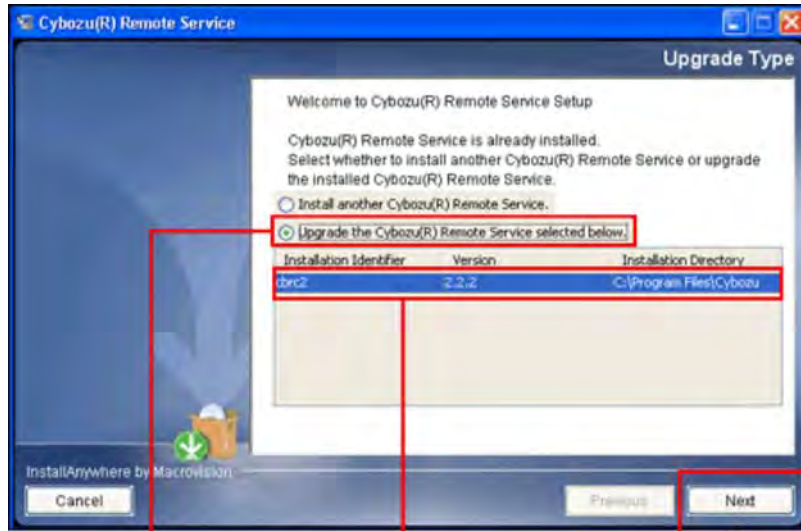 Cybozu(R) Remote Service
Upgrade Type
Welcome to Cybozu(R) Remote Service Setup
Cybozu(R) Remote Service is already installed.
Select whether to install another Cybozu(R) Remote Service or upgrade
the installed Cybozu(R) Remote Service.
Install another Cybozu(R) Remote Service.
Upgrade the Cybozu(R) Remote Service selected below.
Installation Identifier Version Installation Directory
cbrc2 2.2.2 C:\Program Files\Cybozu
InstallAnywhere by Macrovision
Cancel Previous Next